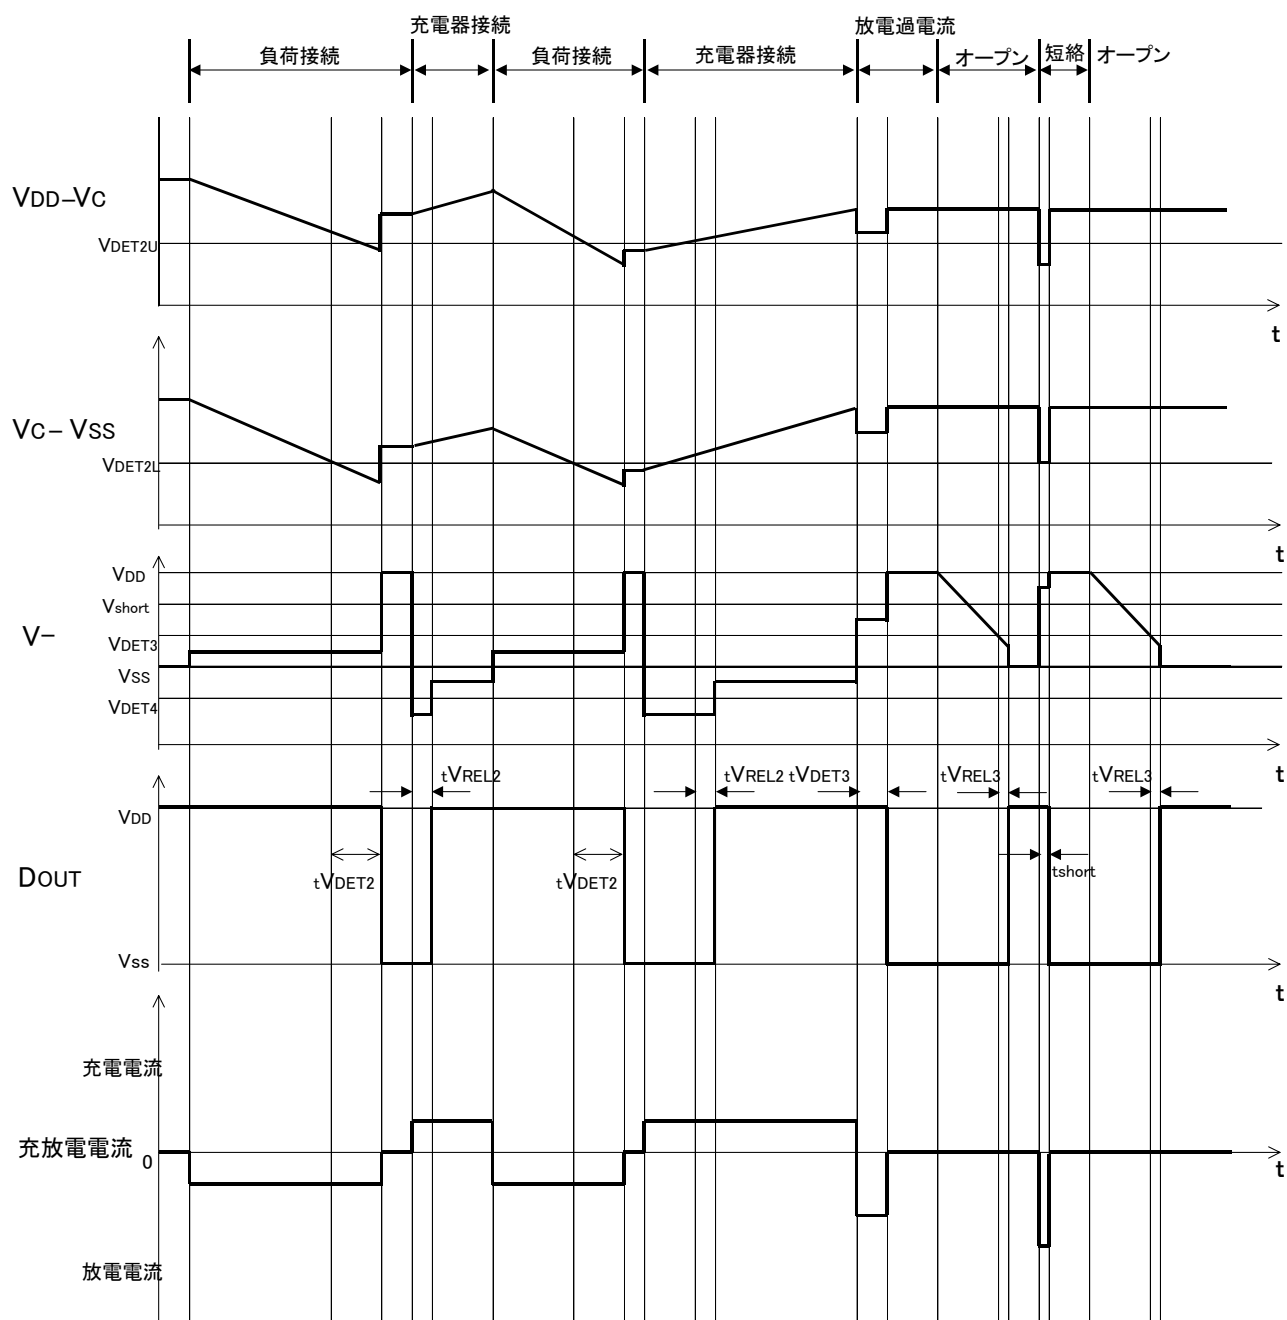 充電器接続
放電過電流
負荷接続
負荷接続
充電器接続
オープン
短絡
オープン
VDD–VC
VDET2U
t
VC– VSS
VDET2L
t
VDD
Vshort
V–
VDET3
VSS
VDET4
t
tVREL2
tVREL2
tVDET3
tVREL3
tVREL3
VDD
DOUT
tVDET2
tVDET2
tshort
Vss
t
充電電流
充放電電流
0
t
放電電流